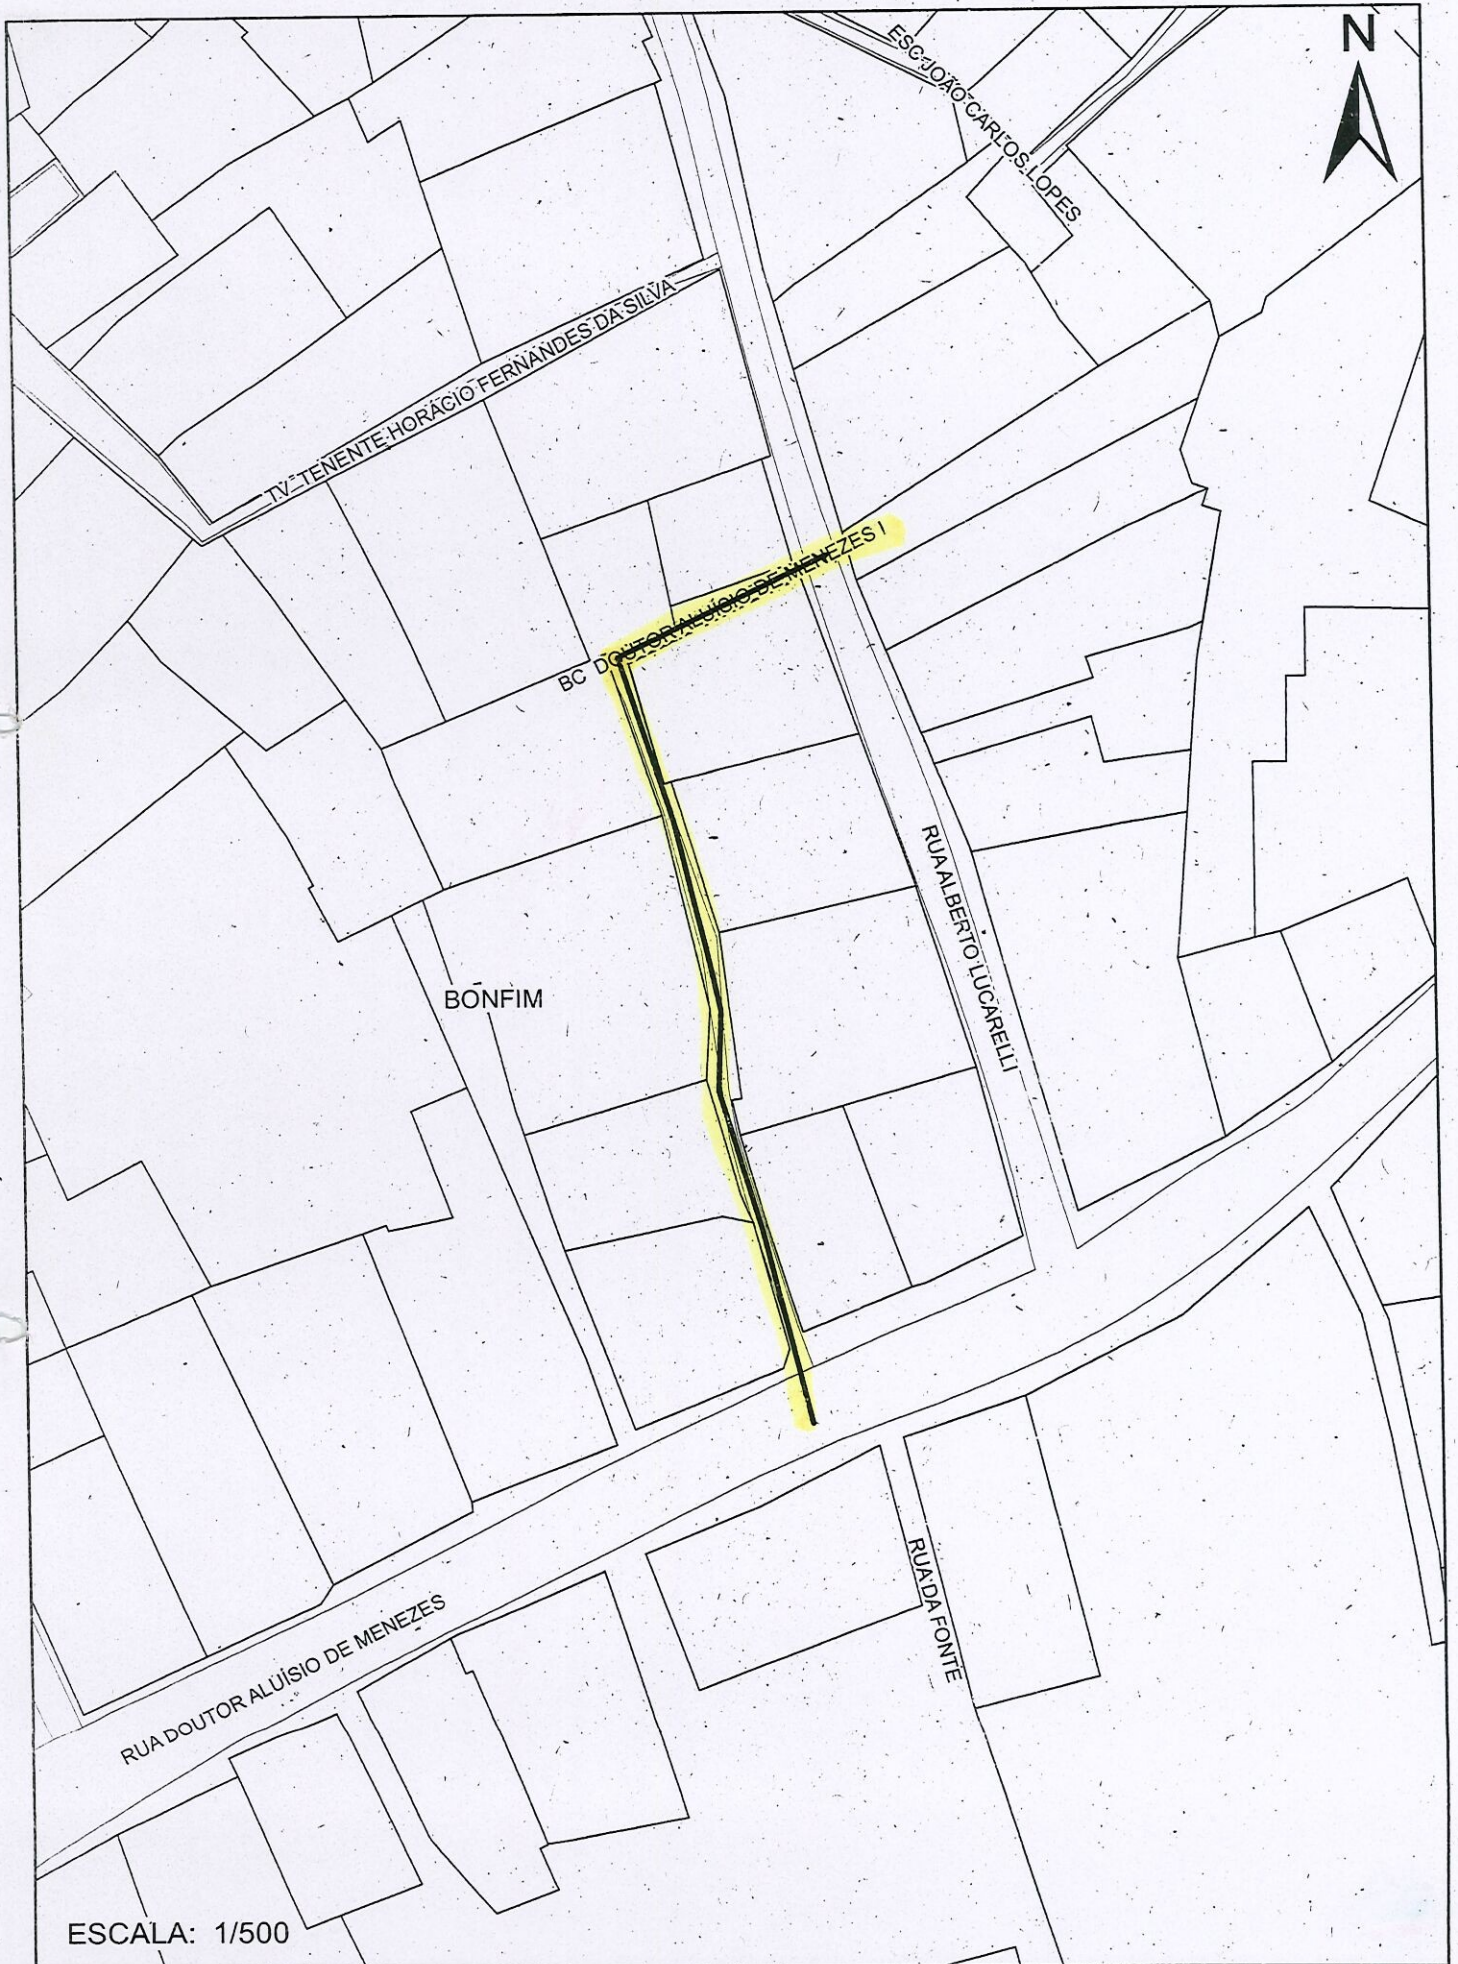 N
ESC JOÃO CARLOS LOPES
TV TENENTE HORÁCIO FERNANDES DA SILVA
BC DOUTOR ALUÍSIO DE MENEZES I
RUA ALBERTO LUCARELLI
BONFIM
RUA DA FONTE
RUA DOUTOR ALUÍSIO DE MENEZES
ESCALA: 1/500